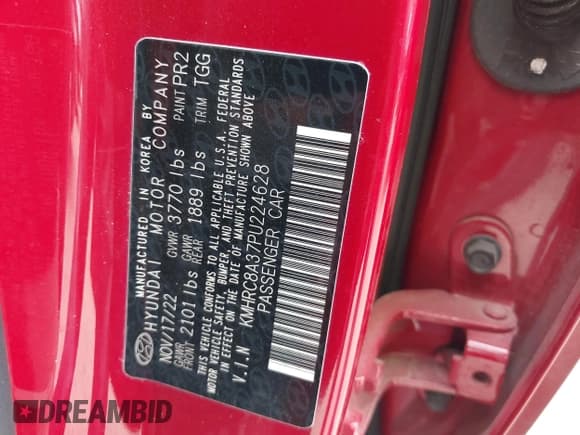 MANUFACTURED IN KOREA BY
HYUNDAI MOTOR COMPANY
NOV/17/22 GVWR 3770 lbs PAINT PR2
GAWR FRONT 2101 lbs GAWR REAR 1889 lbs TRIM TGG
THIS VEHICLE CONFORMS TO ALL APPLICABLE U.S.A. FEDERAL
MOTOR VEHICLE SAFETY, BUMPER, AND THEFT PREVENTION STANDARDS
IN EFFECT ON THE DATE OF MANUFACTURE SHOWN ABOVE
V.I.N KMHRC8A37PU224628
PASSENGER CAR
DREAMBID